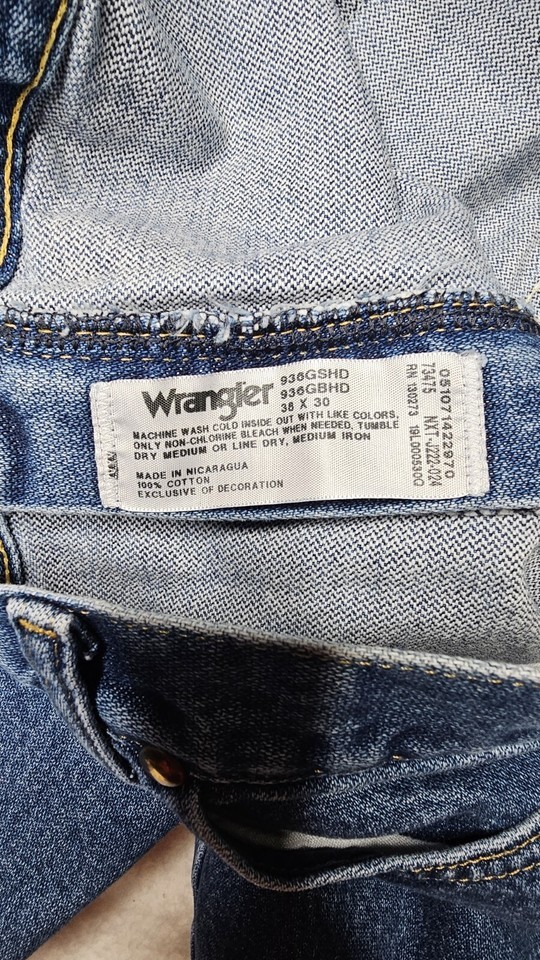 Wrangler
936GSHD
936GBHD
38 X 30
MACHINE WASH COLD INSIDE OUT WITH LIKE COLORS,
ONLY NON-CHLORINE BLEACH WHEN NEEDED, TUMBLE
DRY MEDIUM OR LINE DRY, MEDIUM IRON
MADE IN NICARAGUA
100% COTTON
EXCLUSIVE OF DECORATION
051071422970
73475 NXT-J222-024
RN 130273 19L000530Q